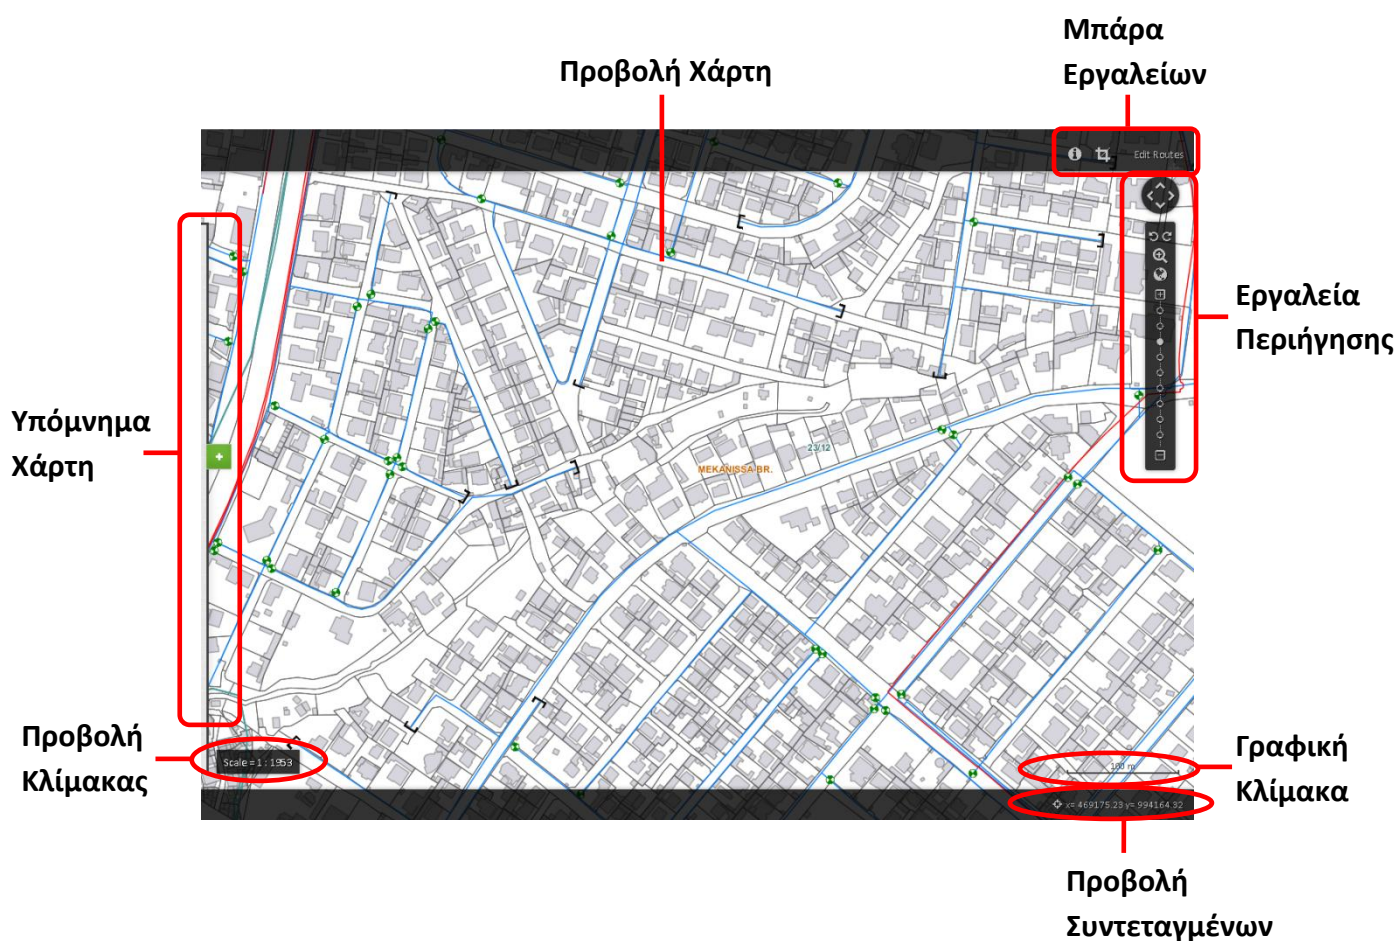 Μπάρα
Εργαλείων
Προβολή Χάρτη
Edit Routes
Εργαλεία
Περιήγησης
Υπόμνημα
Χάρτη
23/12
MEKANISSA BR.
Προβολή
Κλίμακας
Scale = 1 : 1953
100 m
Γραφική
Κλίμακα
x= 469175.23 y= 994164.82
Προβολή
Συντεταγμένων